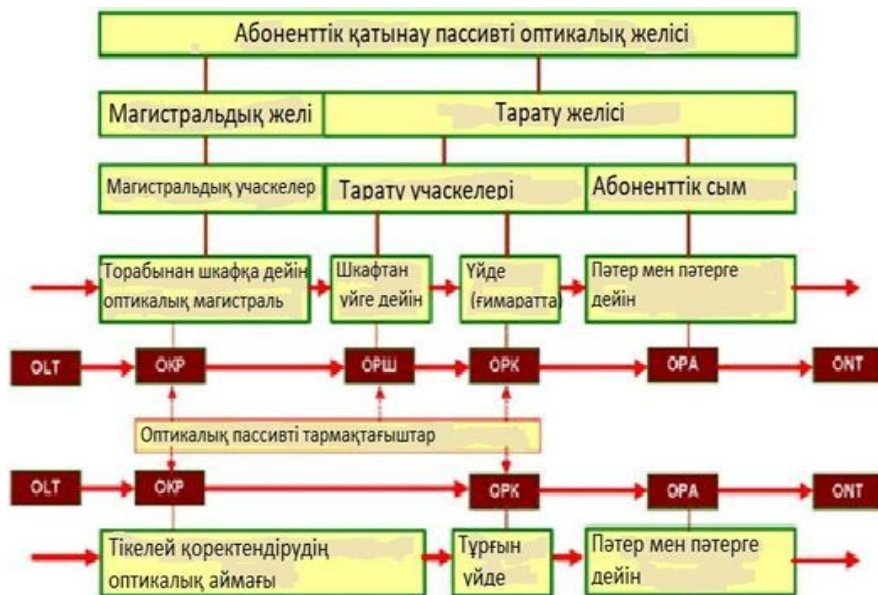 Абоненттік қатынау пассивті оптикалық желісі
Магистральдық желі
Тарату желісі
Магистральдық учаскелер
Тарату учаскелері
Абоненттік сым
Торабынан шкафқа дейін
оптикалық магистраль
Шкафтан
үйге дейін
Үйде
(ғимаратта)
Пәтер мен пәтерге
дейін
OLT
ОКР
ОРШ
ОРК
ОРА
ONT
Оптикалық пассивті тармақтағыштар
OLT
ОКР
ОРК
ОРА
ONT
Тікелей қоректендірудің
оптикалық аймағы
Тұрғын
үйде
Пәтер мен пәтерге
дейін